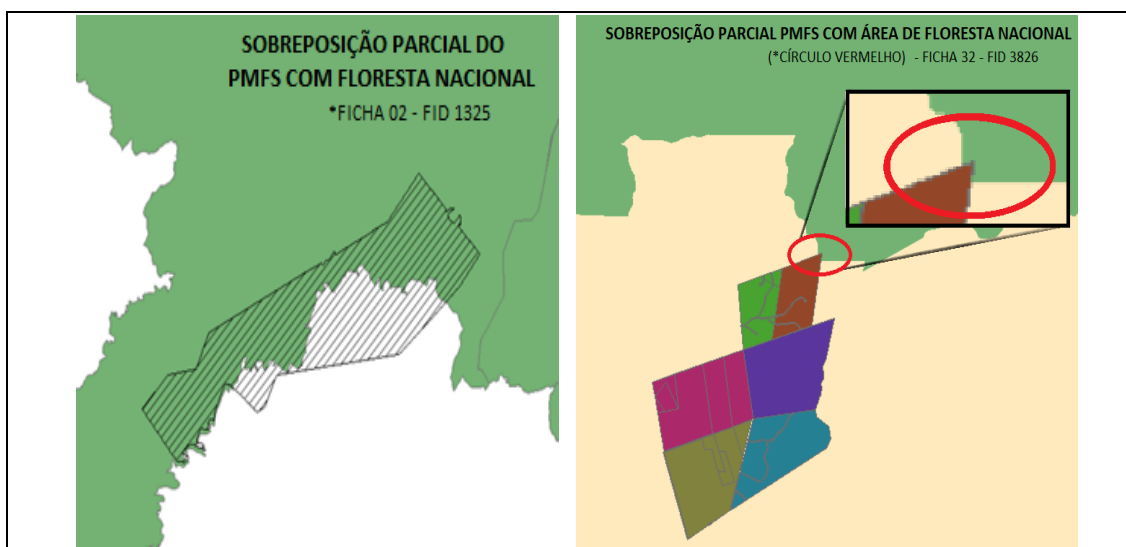 SOBREPOSIÇÃO PARCIAL DO
PMFS COM FLORESTA NACIONAL
*FICHA 02 - FID 1325
SOBREPOSIÇÃO PARCIAL PMFS COM ÁREA DE FLORESTA NACIONAL
(*CÍRCULO VERMELHO) - FICHA 32 - FID 3826